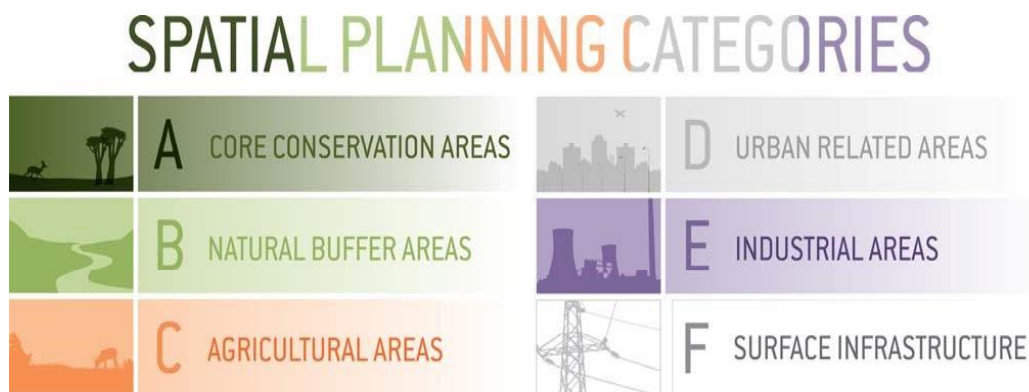 SPATIAL PLANNING CATEGORIES
A CORE CONSERVATION AREAS
B NATURAL BUFFER AREAS
C AGRICULTURAL AREAS
D URBAN RELATED AREAS
E INDUSTRIAL AREAS
F SURFACE INFRASTRUCTURE